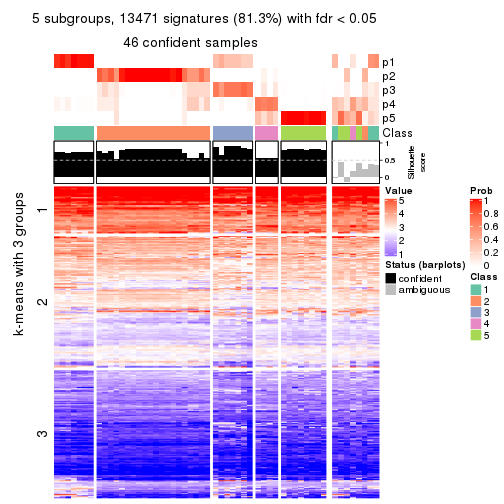 5 subgroups, 13471 signatures (81.3%) with fdr < 0.05
46 confident samples
p1
p2
p3
p4
p5
Class
1
0.5
0
Silhouette
score
k-means with 3 groups
1
2
3
Value
5
4
3
2
1
Status (barplots)
confident
ambiguous
Prob
1
0.8
0.6
0.4
0.2
0
Class
1
2
3
4
5